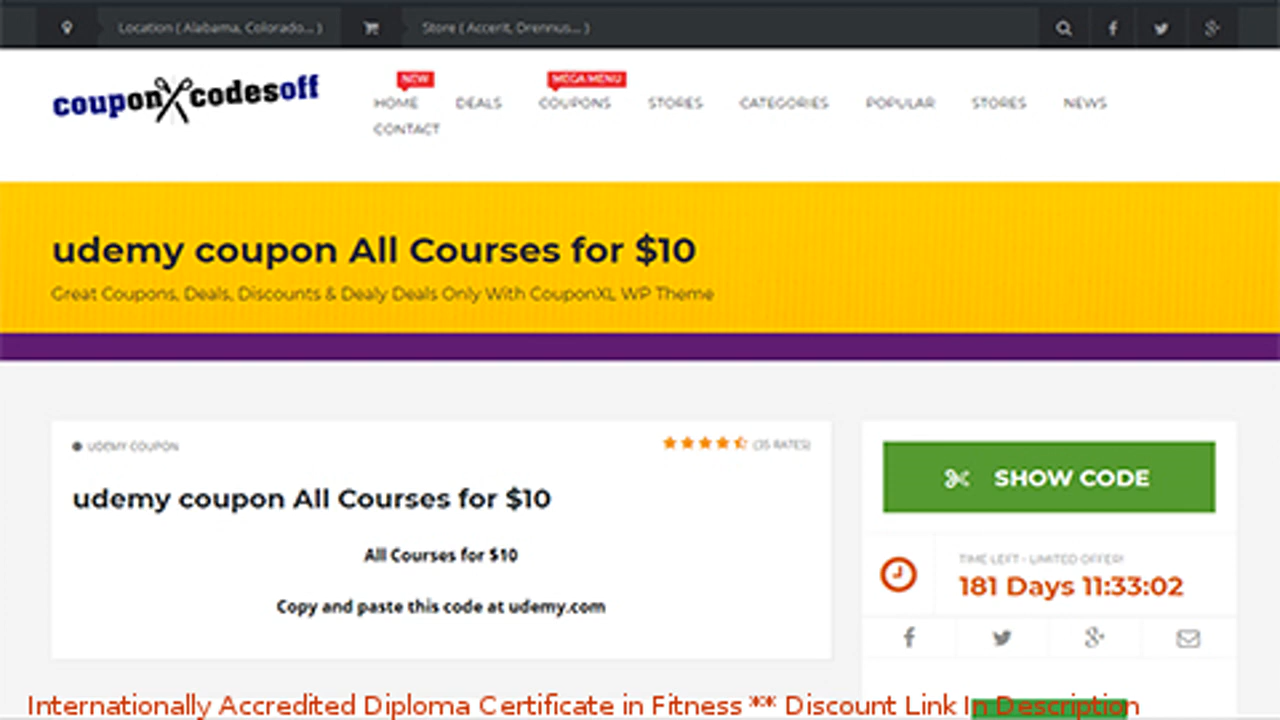 Location ( Alabama, Colorado... ) Store ( Accerit, Drennus... )
NEW MEGA MENU
couponXcodesoff
HOME DEALS COUPONS STORES CATEGORIES POPULAR STORES NEWS
CONTACT
udemy coupon All Courses for $10
Great Coupons, Deals, Discounts & Dealy Deals Only With CouponXL WP Theme
UDEMY COUPON (35 RATES)
SHOW CODE
udemy coupon All Courses for $10
All Courses for $10
TIME LEFT - LIMITED OFFER!
181 Days 11:33:02
Copy and paste this code at udemy.com
Internationally Accredited Diploma Certificate in Fitness ** Discount Link In Description